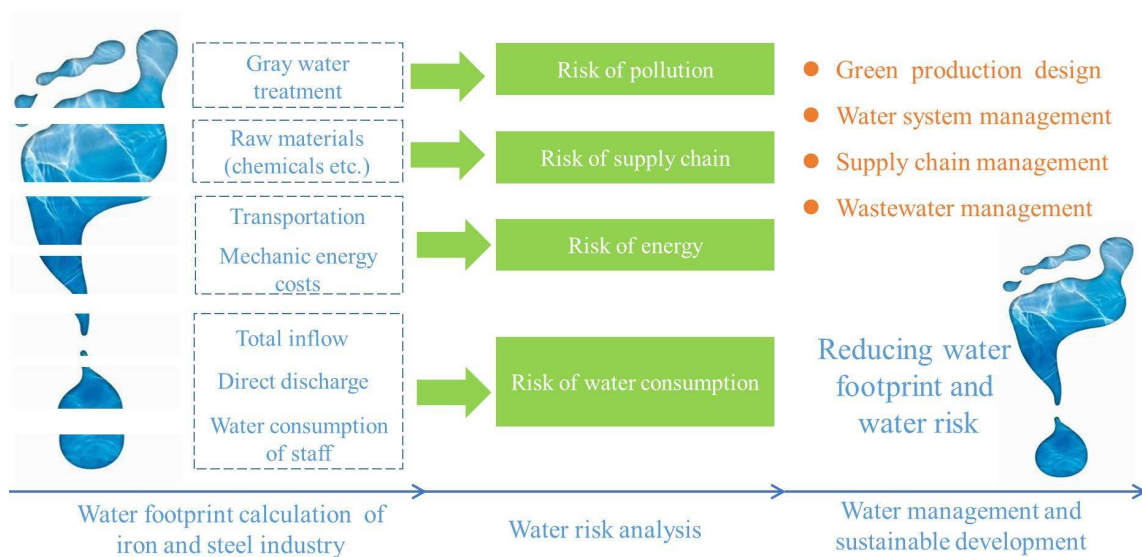 Gray water
treatment
Raw materials
(chemicals etc.)
Transportation
Mechanic energy
costs
Total inflow
Direct discharge
Water consumption
of staff
Risk of pollution
Risk of supply chain
Risk of energy
Risk of water consumption
Green production design
Water system management
Supply chain management
Wastewater management
Reducing water
footprint and
water risk
Water footprint calculation of
iron and steel industry
Water risk analysis
Water management and
sustainable development